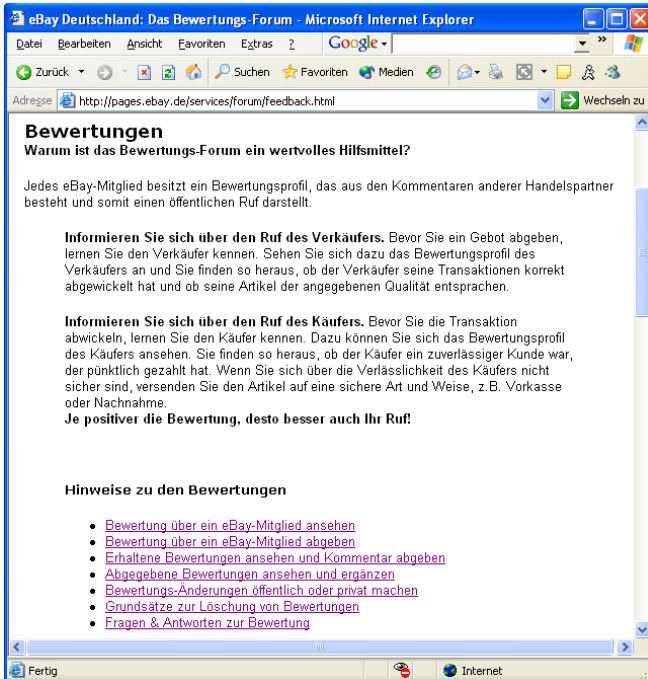 eBay Deutschland: Das Bewertungs-Forum - Microsoft Internet Explorer
Datei Bearbeiten Ansicht Favoriten Extras ? Google
Zurück Suchen Favoriten Medien
Adresse http://pages.ebay.de/services/forum/feedback.html Wechseln zu
Bewertungen
Warum ist das Bewertungs-Forum ein wertvolles Hilfsmittel?
Jedes eBay-Mitglied besitzt ein Bewertungsprofil, das aus den Kommentaren anderer Handelspartner
besteht und somit einen öffentlichen Ruf darstellt.
Informieren Sie sich über den Ruf des Verkäufers. Bevor Sie ein Gebot abgeben,
lernen Sie den Verkäufer kennen. Sehen Sie sich dazu das Bewertungsprofil des
Verkäufers an und Sie finden so heraus, ob der Verkäufer seine Transaktionen korrekt
abgewickelt hat und ob seine Artikel der angegebenen Qualität entsprachen.
Informieren Sie sich über den Ruf des Käufers. Bevor Sie die Transaktion
abwickeln, lernen Sie den Käufer kennen. Dazu können Sie sich das Bewertungsprofil
des Käufers ansehen. Sie finden so heraus, ob der Käufer ein zuverlässiger Kunde war,
der pünktlich gezahlt hat. Wenn Sie sich über die Verlässlichkeit des Käufers nicht
sicher sind, versenden Sie den Artikel auf eine sichere Art und Weise, z.B. Vorkasse
oder Nachnahme.
Je positiver die Bewertung, desto besser auch Ihr Ruf!
Hinweise zu den Bewertungen
Bewertung über ein eBay-Mitglied ansehen
Bewertung über ein eBay-Mitglied abgeben
Erhaltene Bewertungen ansehen und Kommentar abgeben
Abgegebene Bewertungen ansehen und ergänzen
Bewertungs-Änderungen öffentlich oder privat machen
Grundsätze zur Löschung von Bewertungen
Fragen & Antworten zur Bewertung
Fertig Internet